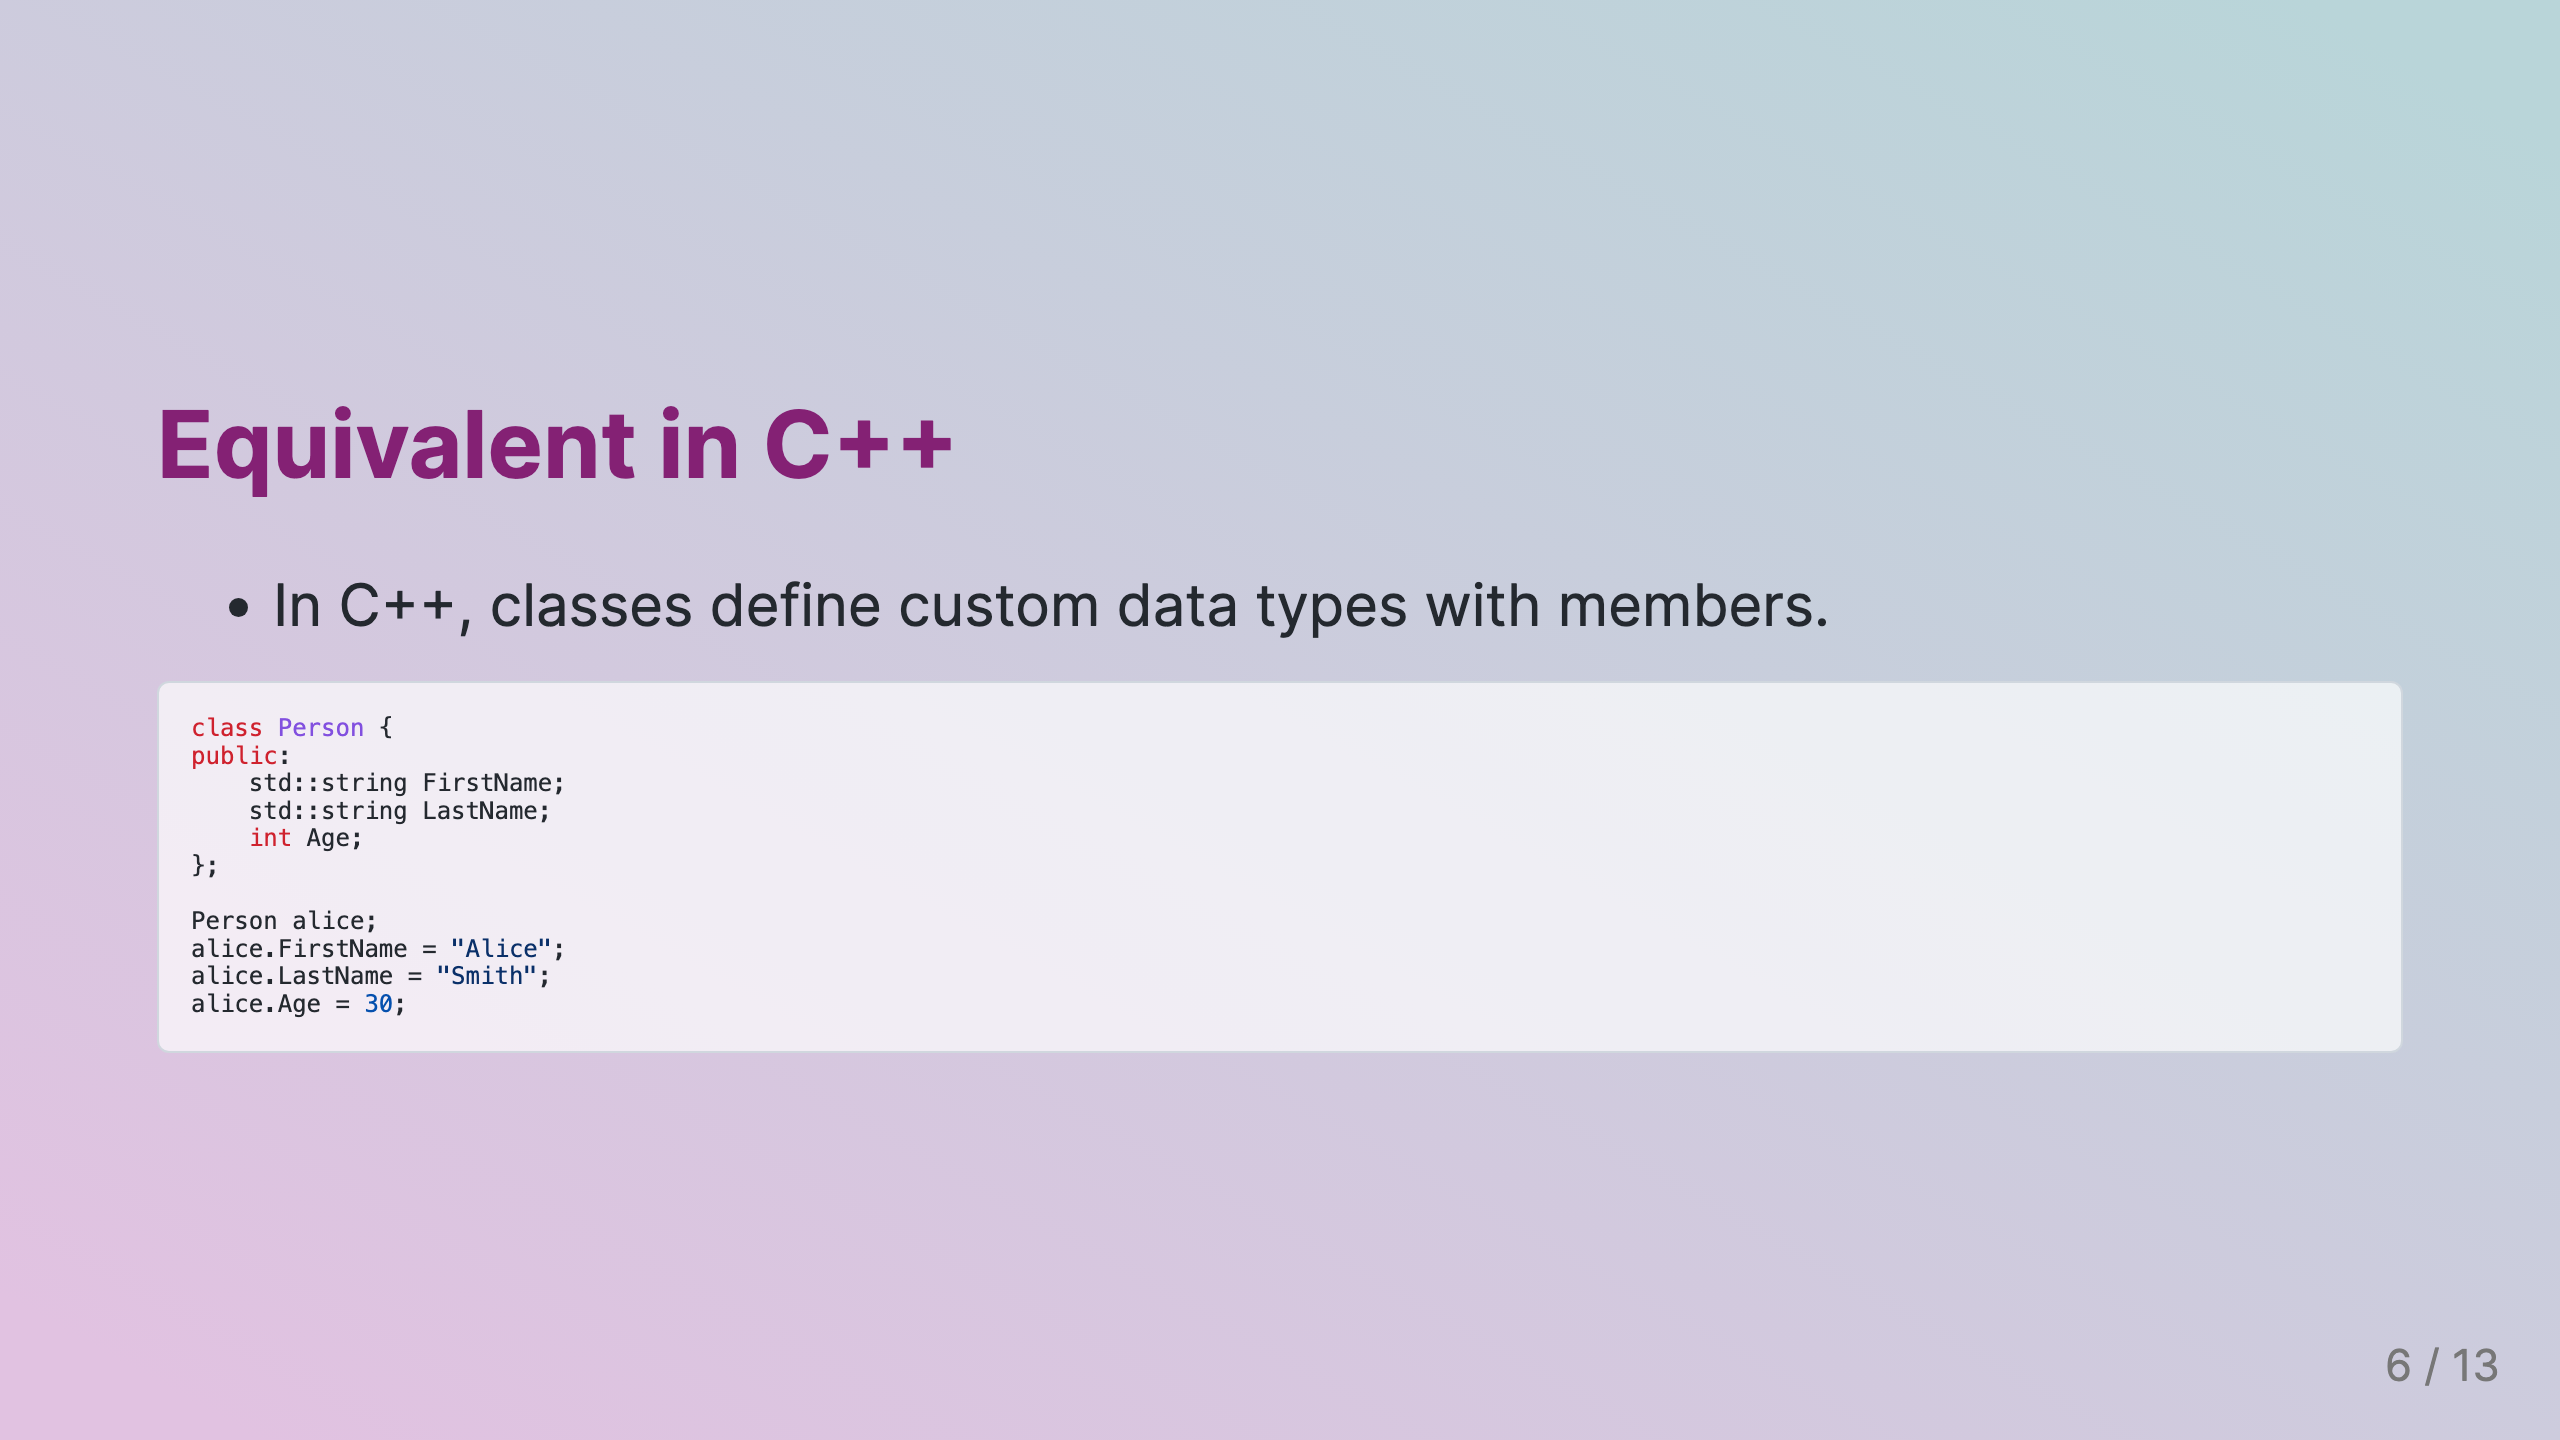 Equivalent in C++
• In C++, classes define custom data types with members.
class Person {
public:
    std::string FirstName;
    std::string LastName;
    int Age;
};
Person alice;
alice.FirstName = "Alice";
alice.LastName = "Smith";
alice.Age = 30;
6 / 13